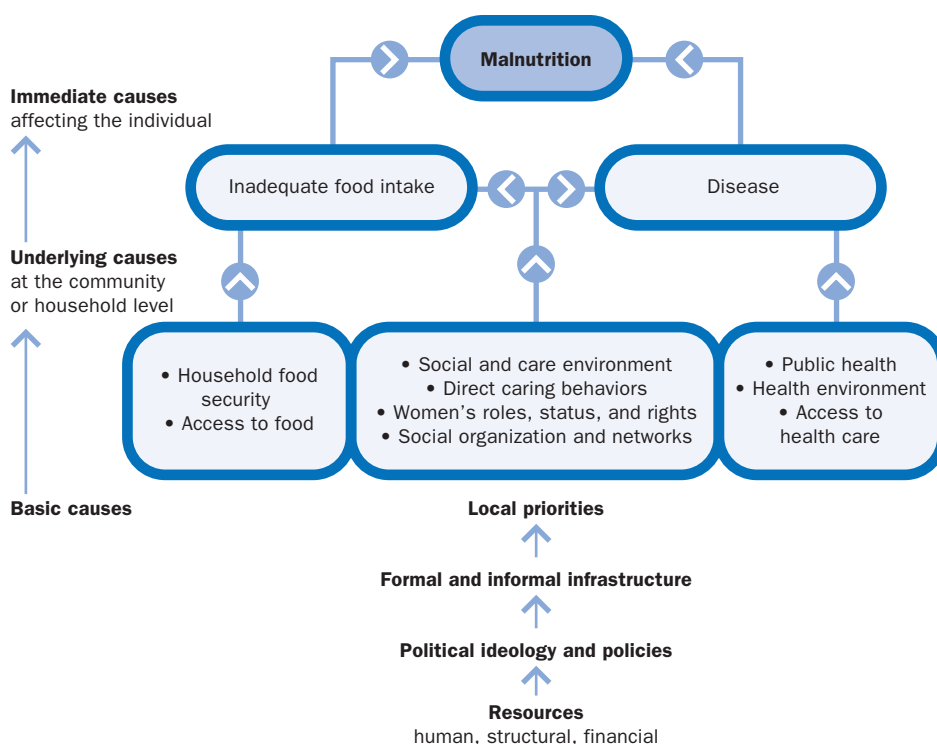 Malnutrition
Immediate causes
affecting the individual
Inadequate food intake
Disease
Underlying causes
at the community
or household level
• Household food
security
• Access to food
• Social and care environment
• Direct caring behaviors
• Women’s roles, status, and rights
• Social organization and networks
• Public health
• Health environment
• Access to
health care
Basic causes
Local priorities
Formal and informal infrastructure
Political ideology and policies
Resources
human, structural, financial